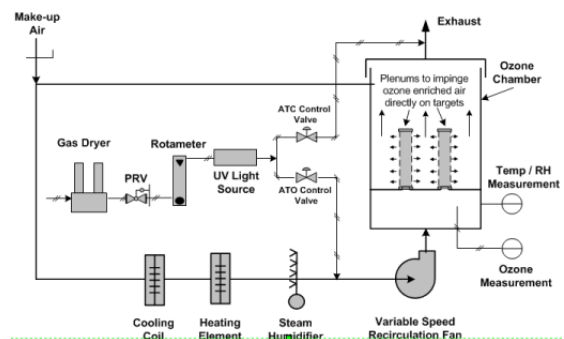 Make-up
Air
Exhaust
Ozone
Chamber
Plenums to impinge
ozone enriched air
directly on targets
ATC Control
Valve
Gas Dryer
Rotameter
PRV
UV Light
Source
ATO Control
Valve
Temp / RH
Measurement
Ozone
Measurement
Cooling
Coil
Heating
Element
Steam
Humidifier
Variable Speed
Recirculation Fan